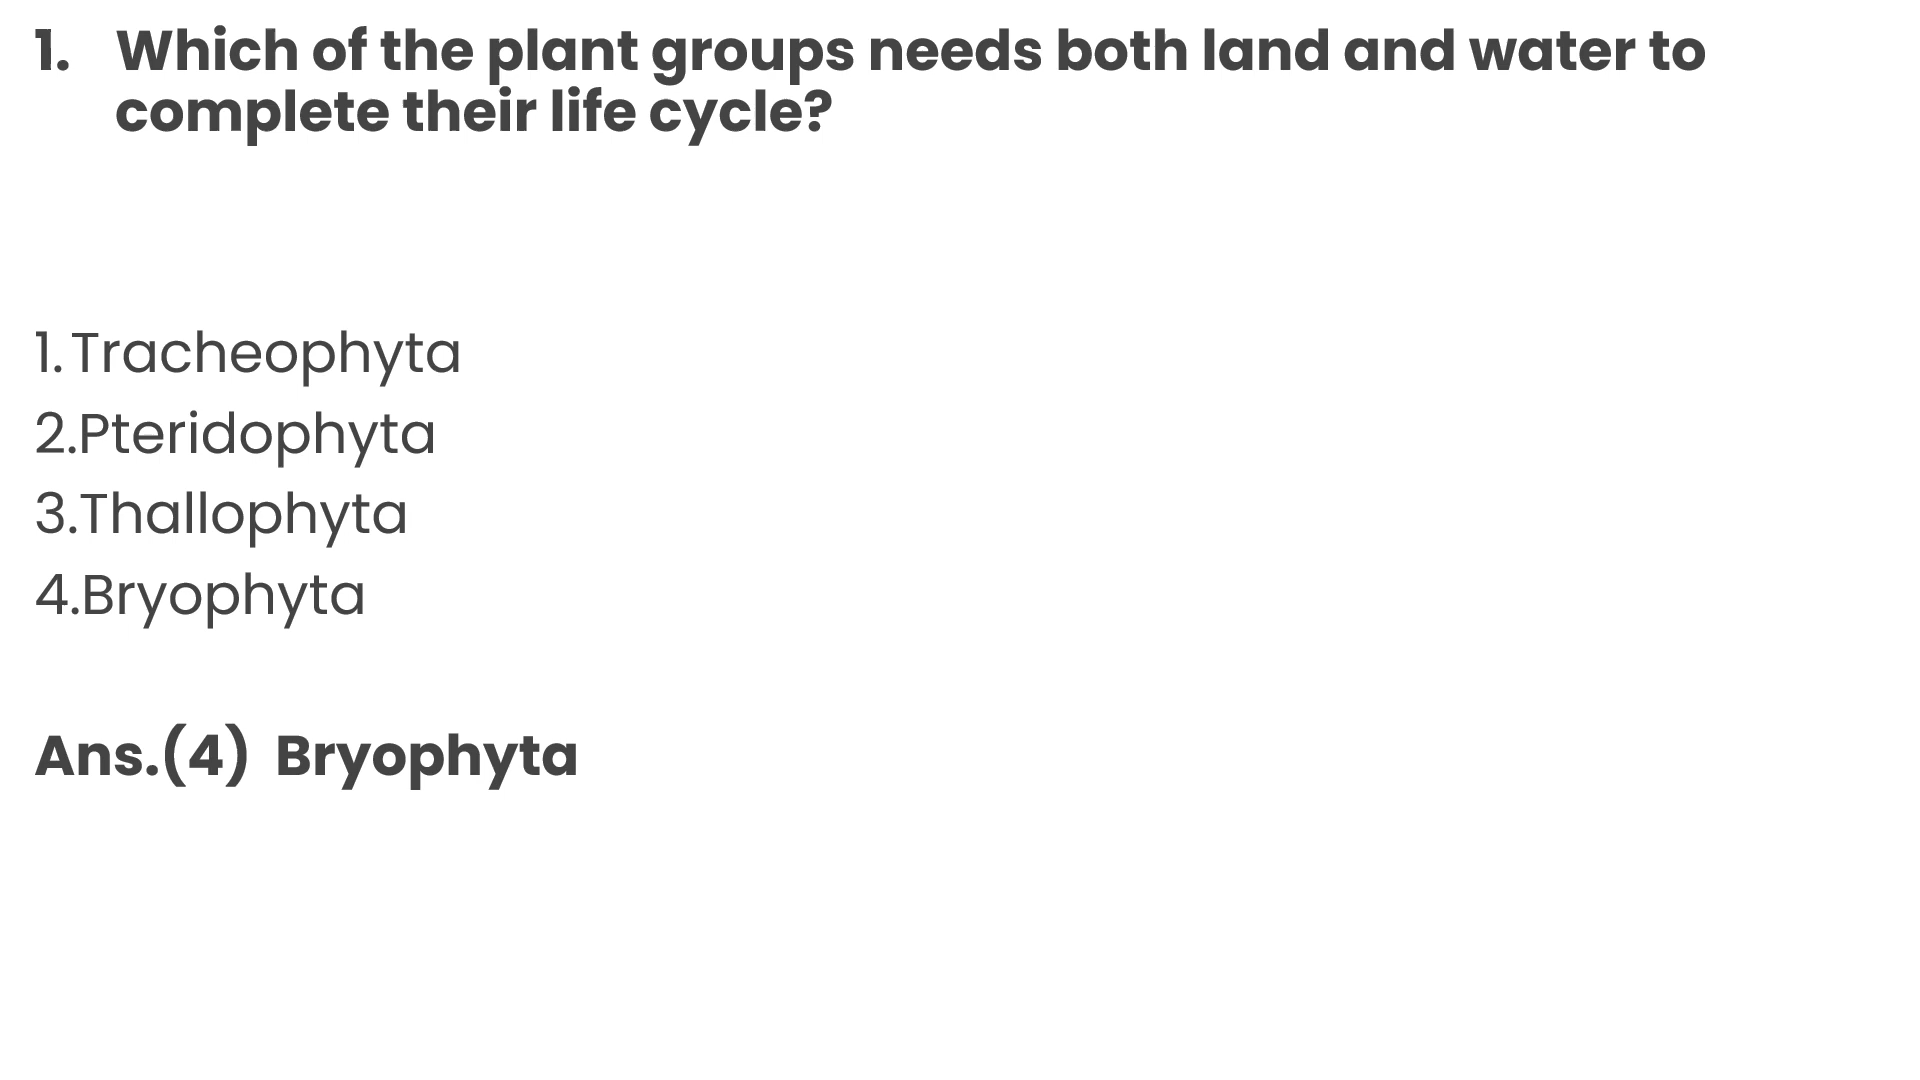 1. Which of the plant groups needs both land and water to
complete their life cycle?
1. Tracheophyta
2.Pteridophyta
3.Thallophyta
4.Bryophyta
Ans.(4) Bryophyta